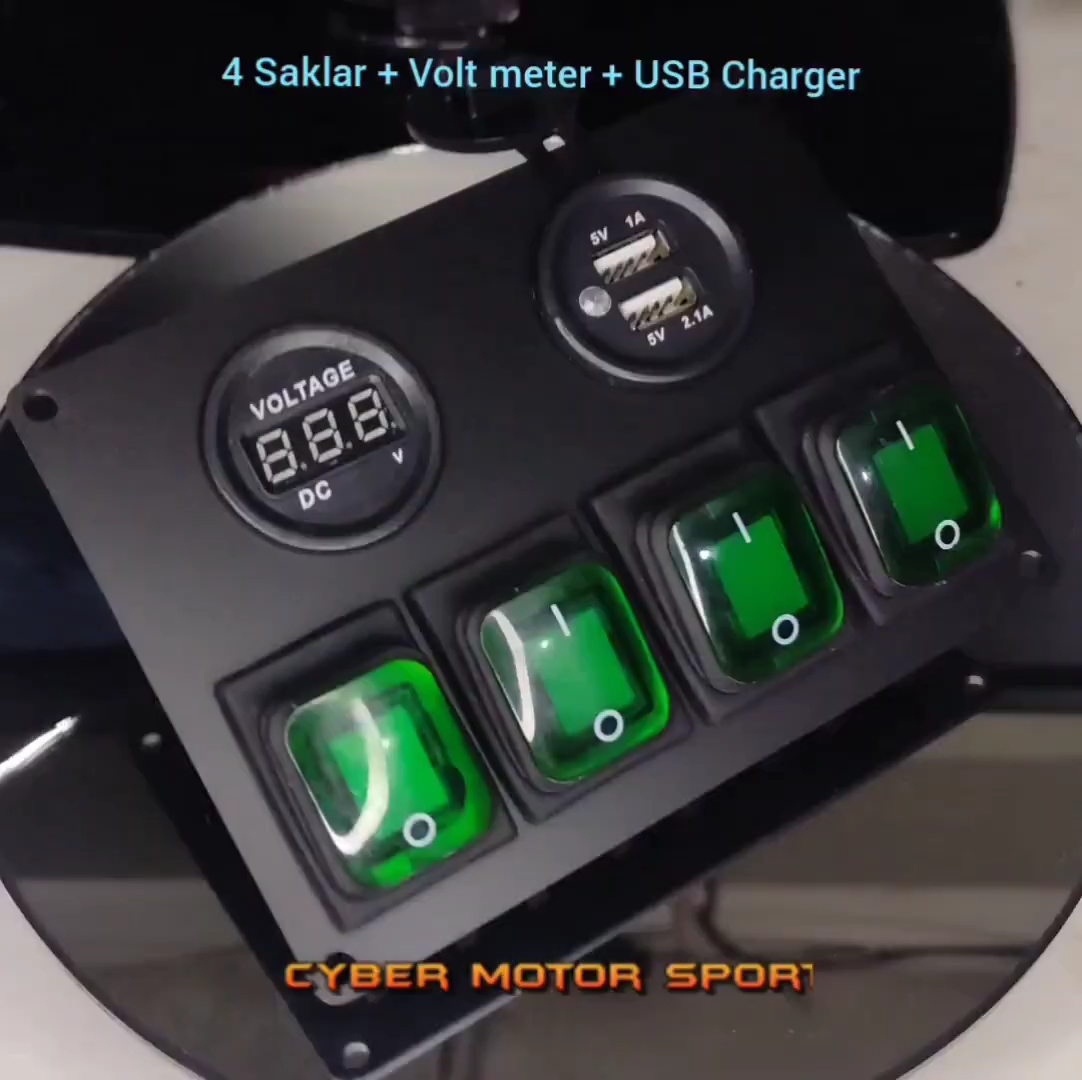 4 Saklar + Volt meter + USB Charger
5V 1A
5V 2.1A
VOLTAGE
V
DC
I
O
I
O
I
O
O
CYBER MOTOR SPORT